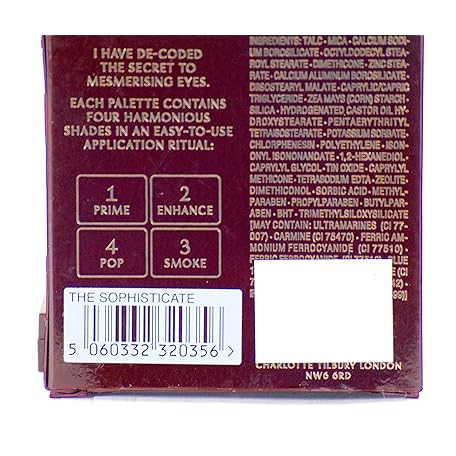 I HAVE DE-CODED
THE SECRET TO
MESMERISING EYES.
EACH PALETTE CONTAINS
FOUR HARMONIOUS
SHADES IN AN EASY-TO-USE
APPLICATION RITUAL:
1
PRIME
2
ENHANCE
4
POP
3
SMOKE
THE SOPHISTICATE
5 060332 320356 >
INGREDIENTS: TALC • MICA • CALCIUM SODI-
UM BOROSILICATE • OCTYLDODECYL STEA-
ROYL STEARATE • DIMETHICONE • ZINC STEA-
RATE • CALCIUM ALUMINUM BOROSILICATE •
DIISOSTEARYL MALATE • CAPRYLIC/CAPRIC
TRIGLYCERIDE • ZEA MAYS (CORN) STARCH •
SILICA • HYDROGENATED CASTOR OIL HY-
DROXYSTEARATE • PENTAERYTHRITYL
TETRAISOSTEARATE • POTASSIUM SORBATE •
CHLORPHENESIN • POLYETHYLENE • ISON-
ONYL ISONONANOATE • 1,2-HEXANEDIOL •
CAPRYLYL GLYCOL • TIN OXIDE • CAPRYLYL
METHICONE • TETRASODIUM EDTA • ZEOLITE •
DIMETHICONOL • SORBIC ACID • METHYL-
PARABEN • PROPYLPARABEN • BUTYLPAR-
ABEN • BHT • TRIMETHYLSILOXYSILICATE
[MAY CONTAIN: ULTRAMARINES (CI 77-
007) • CARMINE (CI 75470) • FERRIC AM-
MONIUM FERROCYANIDE (CI 77510) •
FERRIC FERROCYANIDE (CI 77510) • BLUE
CHARLOTTE TILBURY LONDON
NW6 6RD